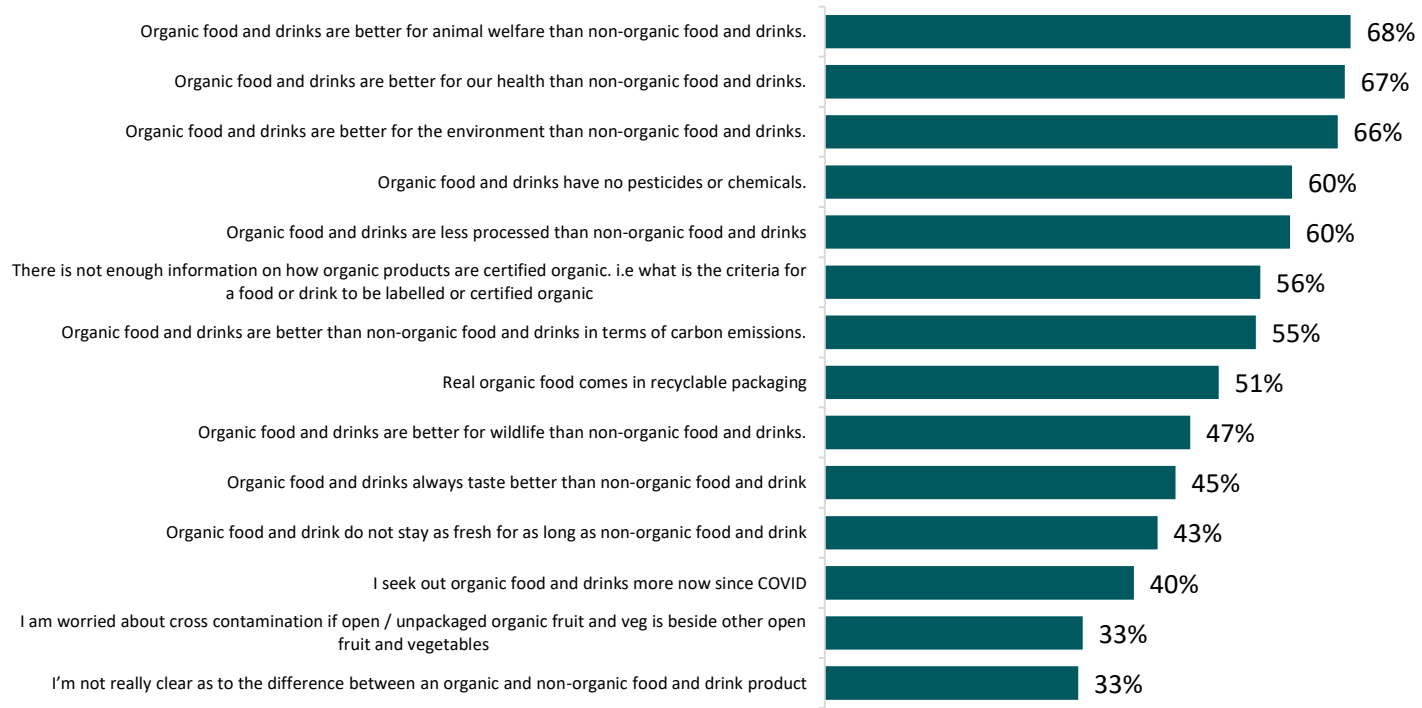 Organic food and drinks are better for animal welfare than non-organic food and drinks.
68%
Organic food and drinks are better for our health than non-organic food and drinks.
67%
Organic food and drinks are better for the environment than non-organic food and drinks.
66%
Organic food and drinks have no pesticides or chemicals.
60%
Organic food and drinks are less processed than non-organic food and drinks
60%
There is not enough information on how organic products are certified organic. i.e what is the criteria for
a food or drink to be labelled or certified organic
56%
Organic food and drinks are better than non-organic food and drinks in terms of carbon emissions.
55%
Real organic food comes in recyclable packaging
51%
Organic food and drinks are better for wildlife than non-organic food and drinks.
47%
Organic food and drinks always taste better than non-organic food and drink
45%
Organic food and drink do not stay as fresh for as long as non-organic food and drink
43%
I seek out organic food and drinks more now since COVID
40%
I am worried about cross contamination if open / unpackaged organic fruit and veg is beside other open
fruit and vegetables
33%
I’m not really clear as to the difference between an organic and non-organic food and drink product
33%